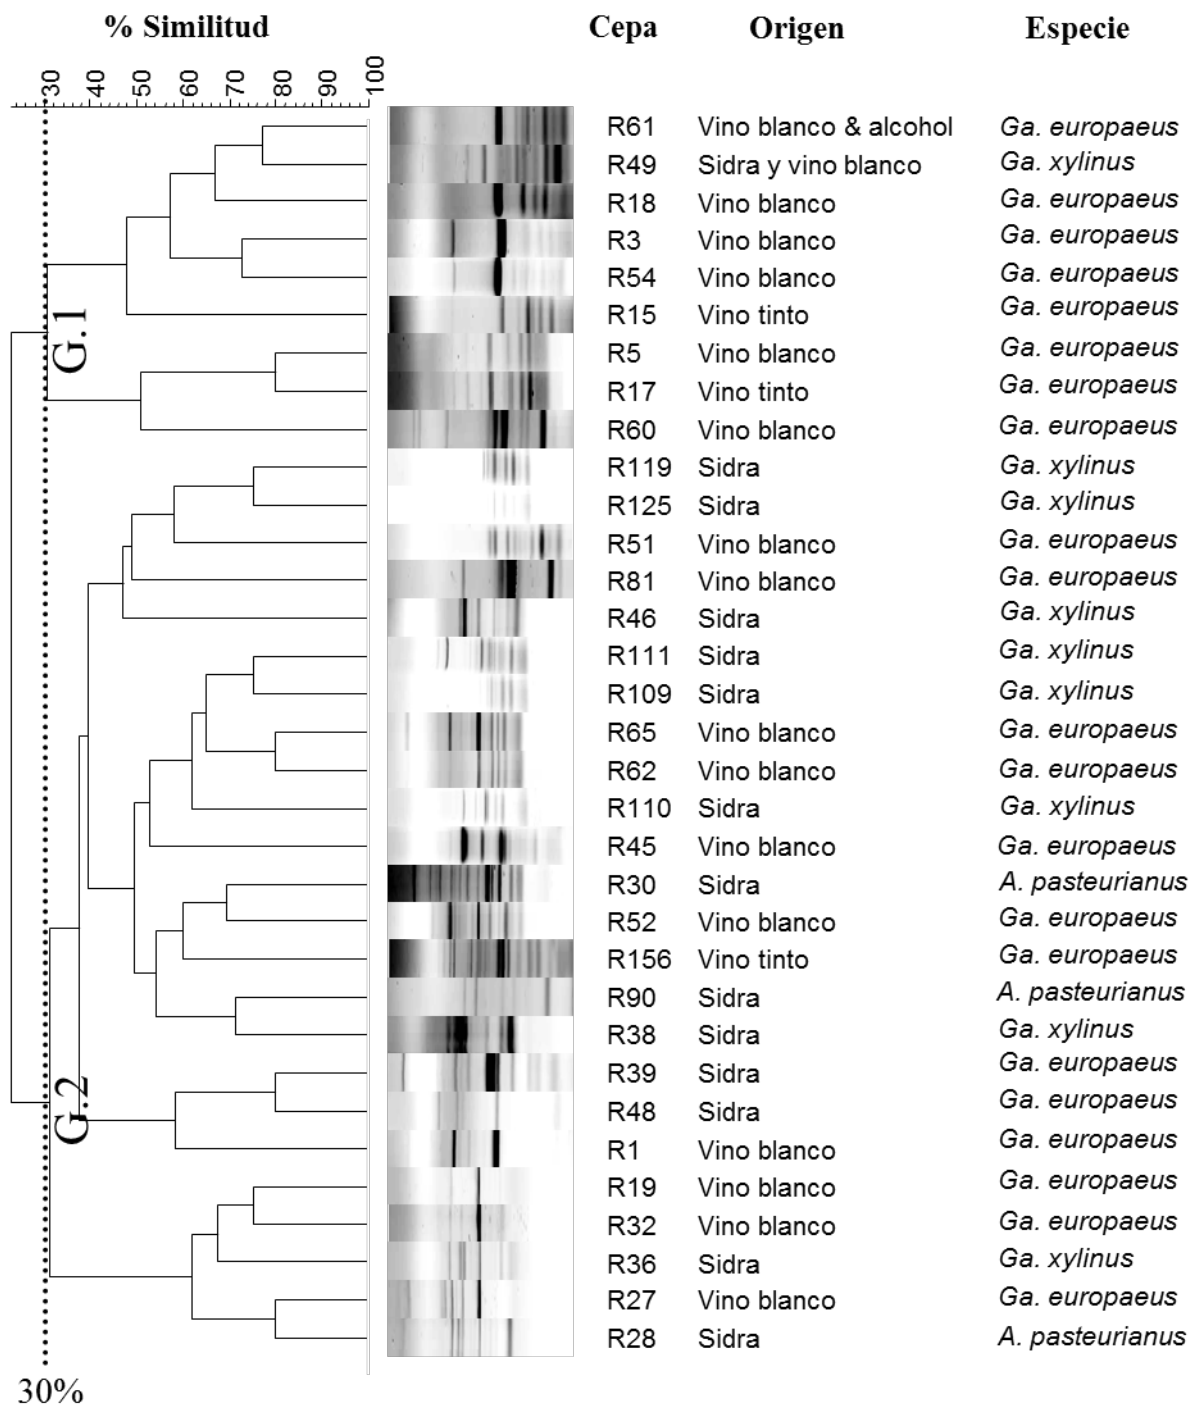 % Similitud Cepa Origen Especie
30 40 50 60 70 80 90 100
R61 Vino blanco & alcohol Ga. europaeus
R49 Sidra y vino blanco Ga. xylinus
R18 Vino blanco Ga. europaeus
R3 Vino blanco Ga. europaeus
R54 Vino blanco Ga. europaeus
R15 Vino tinto Ga. europaeus
G.1
R5 Vino blanco Ga. europaeus
R17 Vino tinto Ga. europaeus
R60 Vino blanco Ga. europaeus
R119 Sidra Ga. xylinus
R125 Sidra Ga. xylinus
R51 Vino blanco Ga. europaeus
R81 Vino blanco Ga. europaeus
R46 Sidra Ga. xylinus
R111 Sidra Ga. xylinus
R109 Sidra Ga. xylinus
R65 Vino blanco Ga. europaeus
R62 Vino blanco Ga. europaeus
R110 Sidra Ga. xylinus
R45 Vino blanco Ga. europaeus
R30 Sidra A. pasteurianus
R52 Vino blanco Ga. europaeus
R156 Vino tinto Ga. europaeus
R90 Sidra A. pasteurianus
R38 Sidra Ga. xylinus
R39 Sidra Ga. europaeus
G.2
R48 Sidra Ga. europaeus
R1 Vino blanco Ga. europaeus
R19 Vino blanco Ga. europaeus
R32 Vino blanco Ga. europaeus
R36 Sidra Ga. xylinus
R27 Vino blanco Ga. europaeus
R28 Sidra A. pasteurianus
30%